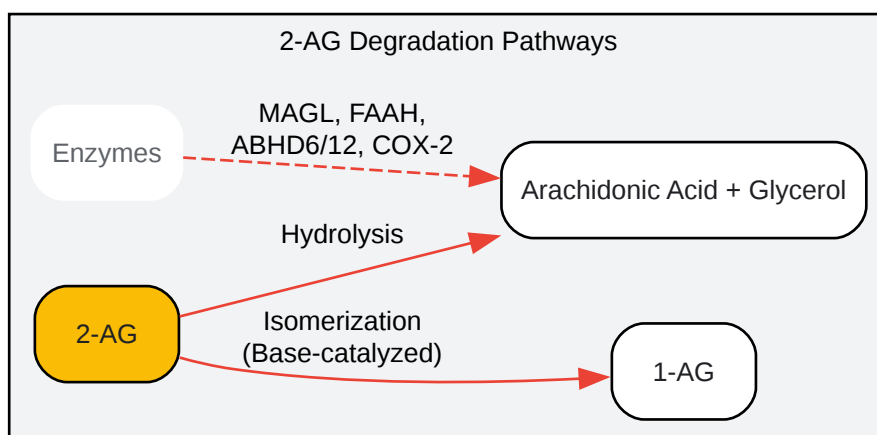 2-AG Degradation Pathways
Enzymes
MAGL, FAAH,
ABHD6/12, COX-2
Arachidonic Acid + Glycerol
Hydrolysis
2-AG
Isomerization
(Base-catalyzed)
1-AG